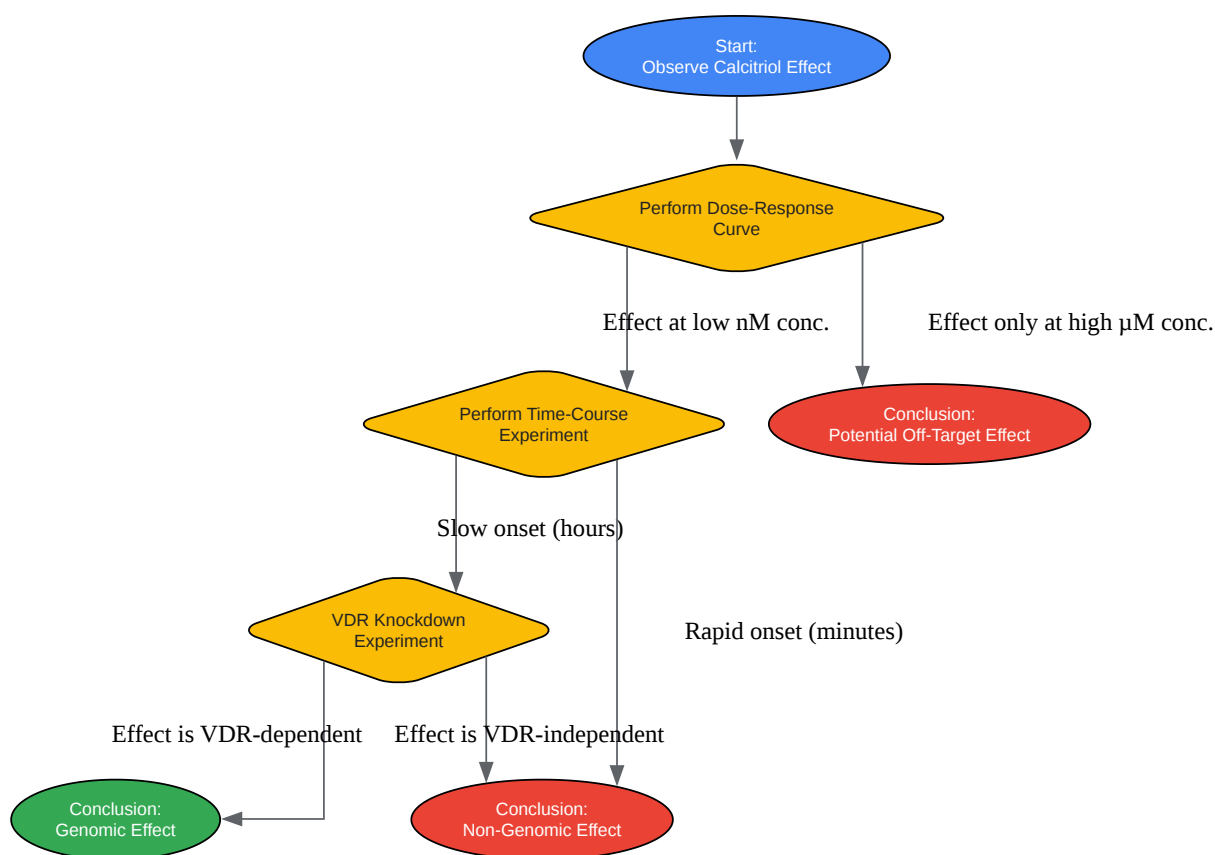 Start:
Observe Calcitriol Effect
Perform Dose-Response
Curve
Effect at low nM conc.
Effect only at high µM conc.
Perform Time-Course
Experiment
Conclusion:
Potential Off-Target Effect
Slow onset (hours)
VDR Knockdown
Experiment
Rapid onset (minutes)
Effect is VDR-dependent
Effect is VDR-independent
Conclusion:
Genomic Effect
Conclusion:
Non-Genomic Effect